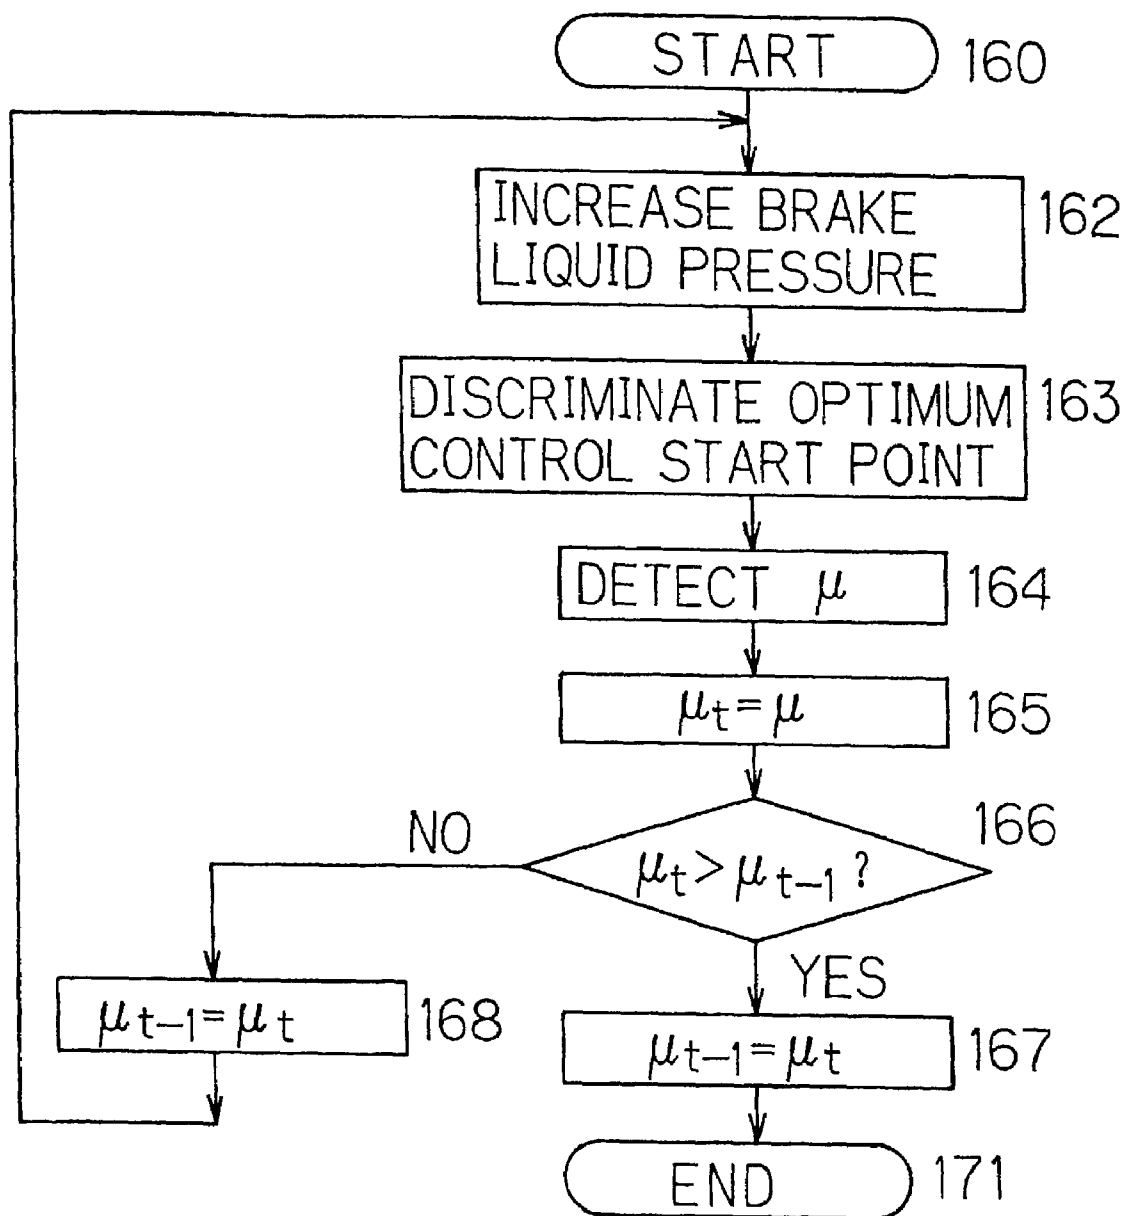 START 160
INCREASE BRAKE
LIQUID PRESSURE
162
DISCRIMINATE OPTIMUM
CONTROL START POINT
163
DETECT μ 164
μt=μ 165
NO
μt>μt-1?
166
YES
μt-1=μt 168
μt-1=μt 167
END 171